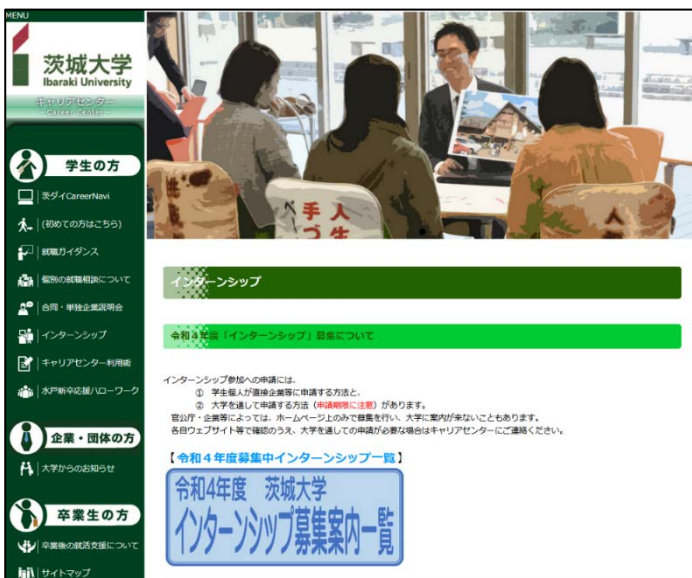 MENU
茨城大学
Ibaraki University
キャリアセンター
- Career Center -
学生の方
茨ダイCareerNavi
(初めての方はこちら)
就職ガイダンス
個別の就職相談について
合同・単独企業説明会
インターンシップ
キャリアセンター利用術
水戸新卒応援ハローワーク
企業・団体の方
大学からのお知らせ
卒業生の方
卒業後の就活支援について
サイトマップ
手づ
人生
人
インターンシップ
令和4年度「インターンシップ」募集について
インターンシップ参加への申請には、
① 学生個人が直接企業等に申請する方法と、
② 大学を通して申請する方法（申請期限に注意）があります。
官公庁・企業等によっては、ホームページ上のみで募集を行い、大学に案内が来ないこともあります。
各自ウェブサイト等で確認のうえ、大学を通しての申請が必要な場合はキャリアセンターにご連絡ください。
【令和４年度募集中インターンシップ一覧】
令和4年度 茨城大学
インターンシップ募集案内一覧